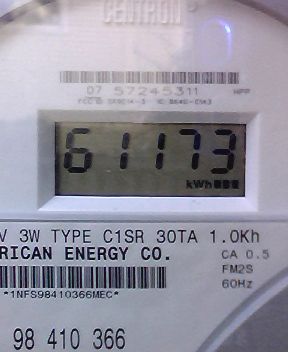 CENTRON
07 57245311 HPP
61173
kWh
V 3W TYPE C1SR 30TA 1.0Kh
RICAN ENERGY CO. CA 0.5
FM2S
*1NFS98410366MEC* 60Hz
98 410 366